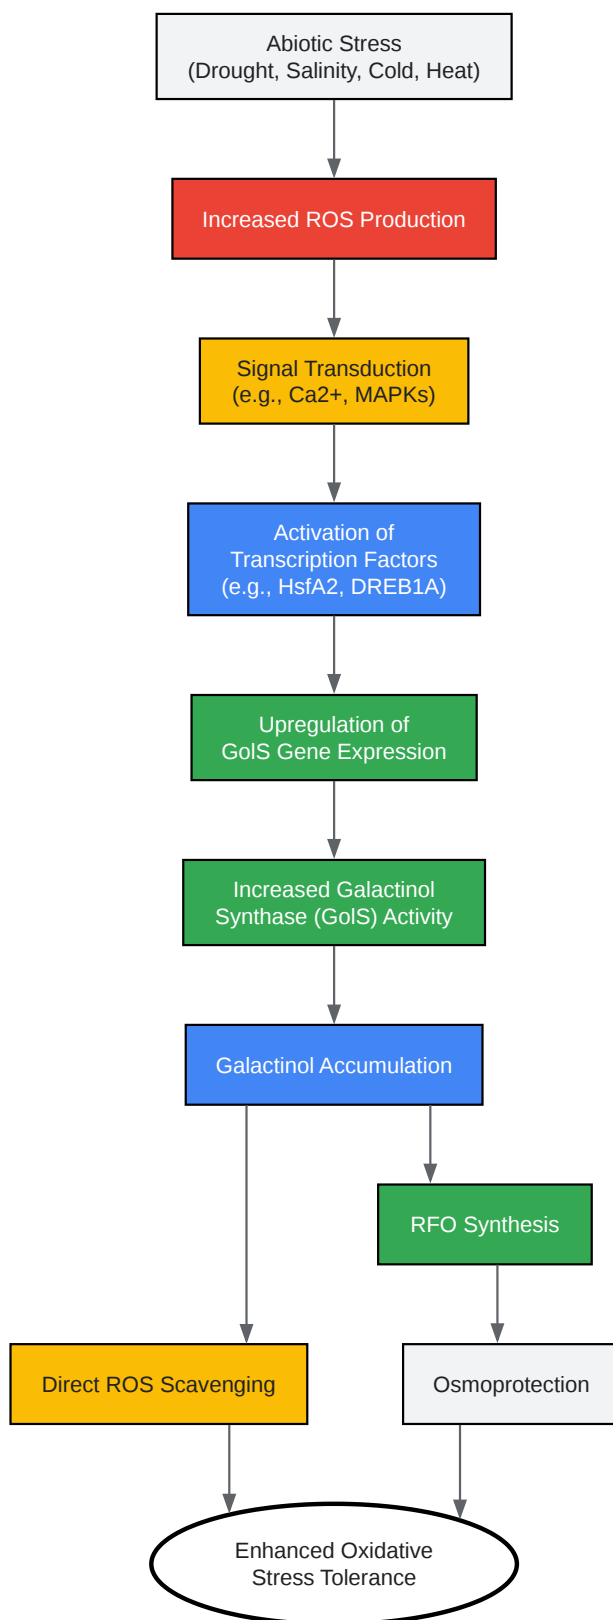 Abiotic Stress
(Drought, Salinity, Cold, Heat)
Increased ROS Production
Signal Transduction
(e.g., Ca2+, MAPKs)
Activation of
Transcription Factors
(e.g., HsfA2, DREB1A)
Upregulation of
GolS Gene Expression
Increased Galactinol
Synthase (GolS) Activity
Galactinol Accumulation
RFO Synthesis
Direct ROS Scavenging
Osmoprotection
Enhanced Oxidative
Stress Tolerance